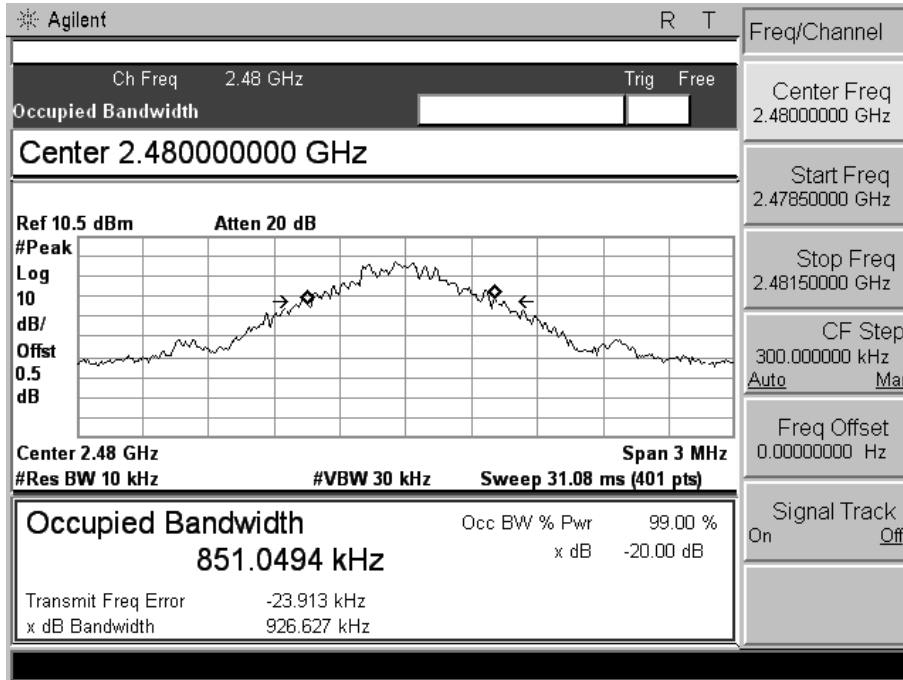 Agilent R T
Freq/Channel
Ch Freq 2.48 GHz Trig Free
Occupied Bandwidth
Center 2.480000000 GHz
Ref 10.5 dBm Atten 20 dB
#Peak
Log
10
dB/
Offst
0.5
dB
Center 2.48 GHz Span 3 MHz
#Res BW 10 kHz #VBW 30 kHz Sweep 31.08 ms (401 pts)
Occupied Bandwidth Occ BW % Pwr 99.00 %
851.0494 kHz x dB -20.00 dB
Transmit Freq Error -23.913 kHz
x dB Bandwidth 926.627 kHz
Center Freq
2.48000000 GHz
Start Freq
2.47850000 GHz
Stop Freq
2.48150000 GHz
CF Step
300.000000 kHz
Auto Man
Freq Offset
0.00000000 Hz
Signal Track
On Off